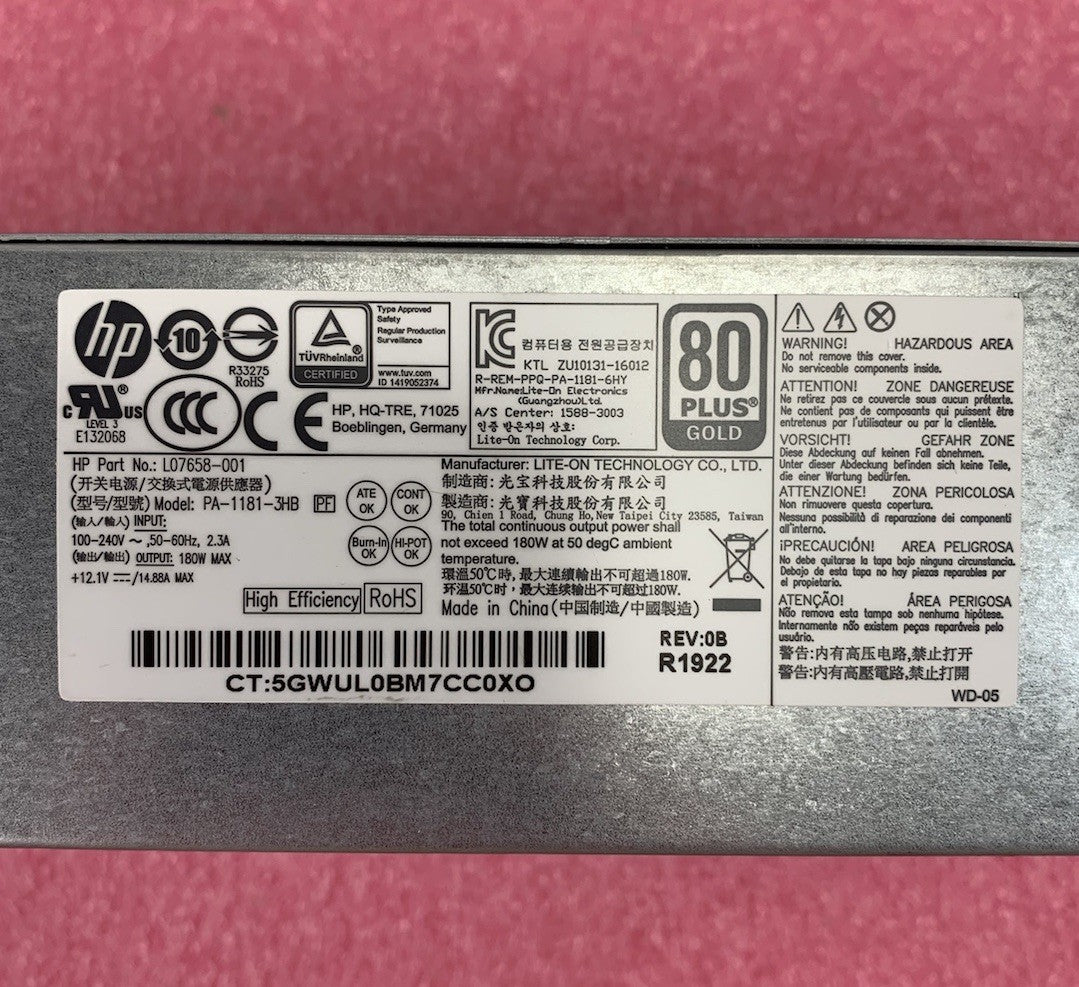 hp
10
R33275
RoHS
c UL US
LEVEL 3
E132068
CCC
CE
TÜVRheinland®
CERTIFIED
Type Approved
Safety
Regular Production
Surveillance
www.tuv.com
ID 1419052374
HP, HQ-TRE, 71025
Boeblingen, Germany
컴퓨터용 전원공급장치
KTL ZU10131-16012
R-REM-PPQ-PA-1181-6HY
Mfr.Name:Lite-On Electronics
(Guangzhou)Ltd.
A/S Center: 1588-3003
인증 받은자의 상호:
Lite-On Technology Corp.
80
PLUS®
GOLD
HP Part No.: L07658-001
(开关电源/交換式電源供應器)
(型号/型號) Model: PA-1181-3HB
PF
(输入/輸入) INPUT:
100-240V ~ ,50-60Hz, 2.3A
(输出/輸出) OUTPUT: 180W MAX
+12.1V ⎓/14.88A MAX
ATE OK
CONT OK
Burn-In OK
HI-POT OK
High Efficiency
RoHS
Manufacturer: LITE-ON TECHNOLOGY CO., LTD.
制造商: 光宝科技股份有限公司
製造商: 光寶科技股份有限公司
90, Chien 1 Road, Chung Ho,New Taipei City 23585, Taiwan
The total continuous output power shall
not exceed 180W at 50 degC ambient
temperature.
環溫50℃時, 最大連續輸出不可超過180W.
环温50℃时, 最大连续输出不可超过180W.
Made in China(中国制造/中國製造)
CT:5GWUL0BM7CC0XO
REV:0B
R1922
WARNING! HAZARDOUS AREA
Do not remove this cover.
No serviceable components inside.
ATTENTION! ZONE DANGEREUSE
Ne retirez pas ce couvercle sous aucun prétexte.
Ne contient pas de composants qui puissent être
entretenus par l'utilisateur ou par la clientèle.
VORSICHT! GEFAHR ZONE
Diese Abdeckung auf keinen Fall abnehmen.
Unter dieser Abdeckung befinden sich keine Teile,
die einer Wartung bedürfen.
ATTENZIONE! ZONA PERICOLOSA
Non rimuovere questa copertura.
Nessuna possibilità di reparazione dei componenti
all'interno.
¡PRECAUCIÓN! AREA PELIGROSA
No debe quitarse la tapa bajo ninguna circunstancia.
Debajo de esta tapa no hay piezas reparables por
el propietario.
ATENÇÃO! ÁREA PERIGOSA
Não remova esta tampa sob nenhuma hipótese.
Internamente não existem peças reparáveis pelo
usuário.
警告:内有高压电路,禁止打开
警告:内有高壓電路,禁止打開
WD-05